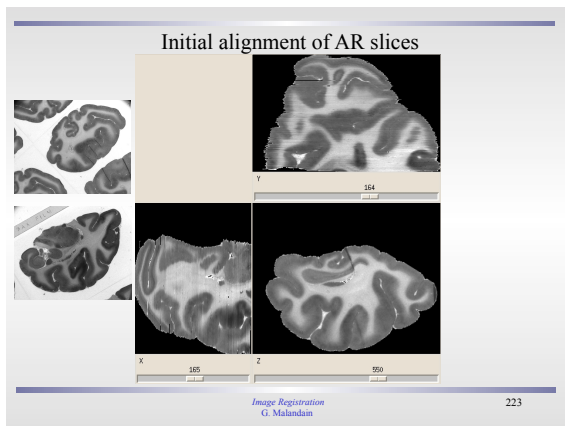 Initial alignment of AR slices
Y
164
X
165
Z
550
Image Registration
G. Malandain
223